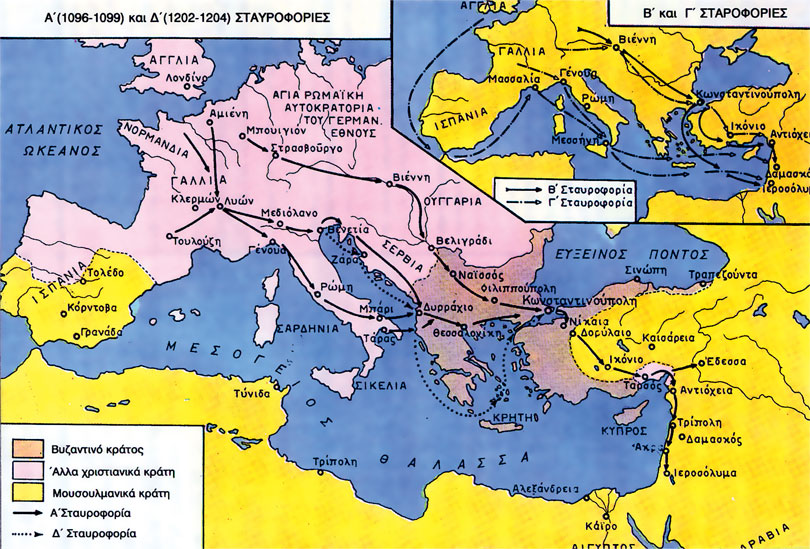 Α΄(1096-1099) και Δ΄(1202-1204) ΣΤΑΥΡΟΦΟΡΙΕΣ
Β΄ και Γ΄ ΣΤΑΡΟΦΟΡΙΕΣ
ΑΓΓΛΙΑ
ΓΑΛΛΙΑ
Βιέννη
Μασσαλία
Γένουα
Ρώμη
ΙΣΠΑΝΙΑ
Μεσσήνη
Κωνσταντινούπολη
Ικόνιο
Αντιόχεια
Δαμασκός
Ιεροσόλυμα
Β΄ Σταυροφορία
Γ΄ Σταυροφορία
ΑΓΓΛΙΑ
Λονδίνο
ΑΤΛΑΝΤΙΚΟΣ
ΩΚΕΑΝΟΣ
ΝΟΡΜΑΝΔΙΑ
Αμιένη
ΑΓΙΑ ΡΩΜΑΪΚΗ
ΑΥΤΟΚΡΑΤΟΡΙΑ
ΤΟΥ ΓΕΡΜΑΝ.
ΕΘΝΟΥΣ
Μπουιγιόν
Στρασβούργο
ΓΑΛΛΙΑ
Κλερμών
Λυών
Βιέννη
ΟΥΓΓΑΡΙΑ
Μεδιόλανο
Βενετία
Τουλούζη
Γένουα
Ζάρα
ΣΕΡΒΙΑ
Βελιγράδι
Ναϊσσός
Φιλιππούπολη
ΕΥΞΕΙΝΟΣ ΠΟΝΤΟΣ
Σινώπη
Τραπεζούντα
ΙΣΠΑΝΙΑ
Τολέδο
Κόρντοβα
Γρανάδα
Ρώμη
Μπάρι
Τάρας
Δυρράχιο
Θεσσαλονίκη
Κωνσταντινούπολη
Νίκαια
Δορύλαιο
Καισάρεια
Ικόνιο
Ταρσός
Έδεσσα
Αντιόχεια
ΣΑΡΔΗΝΙΑ
ΣΙΚΕΛΙΑ
ΜΕΣΟΓΕΙΟΣ
ΘΑΛΑΣΣΑ
Τύνιδα
Τρίπολη
ΚΡΗΤΗ
ΚΥΠΡΟΣ
Τρίπολη
Δαμασκός
Άκρα
Ιεροσόλυμα
Αλεξάνδρεια
Κάιρο
ΑΙΓΥΠΤΟΣ
ΑΡΑΒΙΑ
Βυζαντινό κράτος
Άλλα χριστιανικά κράτη
Μουσουλμανικά κράτη
Α΄Σταυροφορία
Δ΄ Σταυροφορία